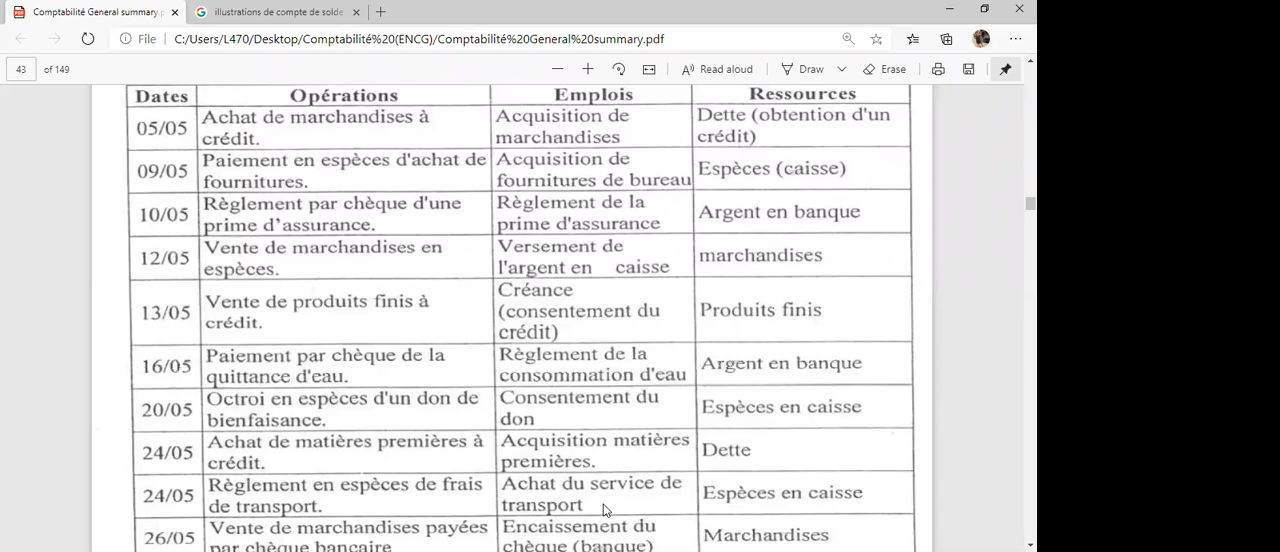 Comptabilité General summary.p
illustrations de compte de solde
File
C:/Users/L470/Desktop/Comptabilité%20(ENCG)/Comptabilité%20General%20summary.pdf
43 of 149
Read aloud
Draw
Erase
Dates Opérations Emplois Ressources
05/05
Achat de marchandises à
crédit.
Acquisition de
marchandises
Dette (obtention d'un
crédit)
09/05
Paiement en espèces d'achat de
fournitures.
Acquisition de
fournitures de bureau
Espèces (caisse)
10/05
Règlement par chèque d'une
prime d'assurance.
Règlement de la
prime d'assurance
Argent en banque
12/05
Vente de marchandises en
espèces.
Versement de
l'argent en caisse
marchandises
13/05
Vente de produits finis à
crédit.
Créance
(consentement du
crédit)
Produits finis
16/05
Paiement par chèque de la
quittance d'eau.
Règlement de la
consommation d'eau
Argent en banque
20/05
Octroi en espèces d'un don de
bienfaisance.
Consentement du
don
Espèces en caisse
24/05
Achat de matières premières à
crédit.
Acquisition matières
premières.
Dette
24/05
Règlement en espèces de frais
de transport.
Achat du service de
transport
Espèces en caisse
26/05
Vente de marchandises payées
par chèque bancaire
Encaissement du
chèque (banque)
Marchandises